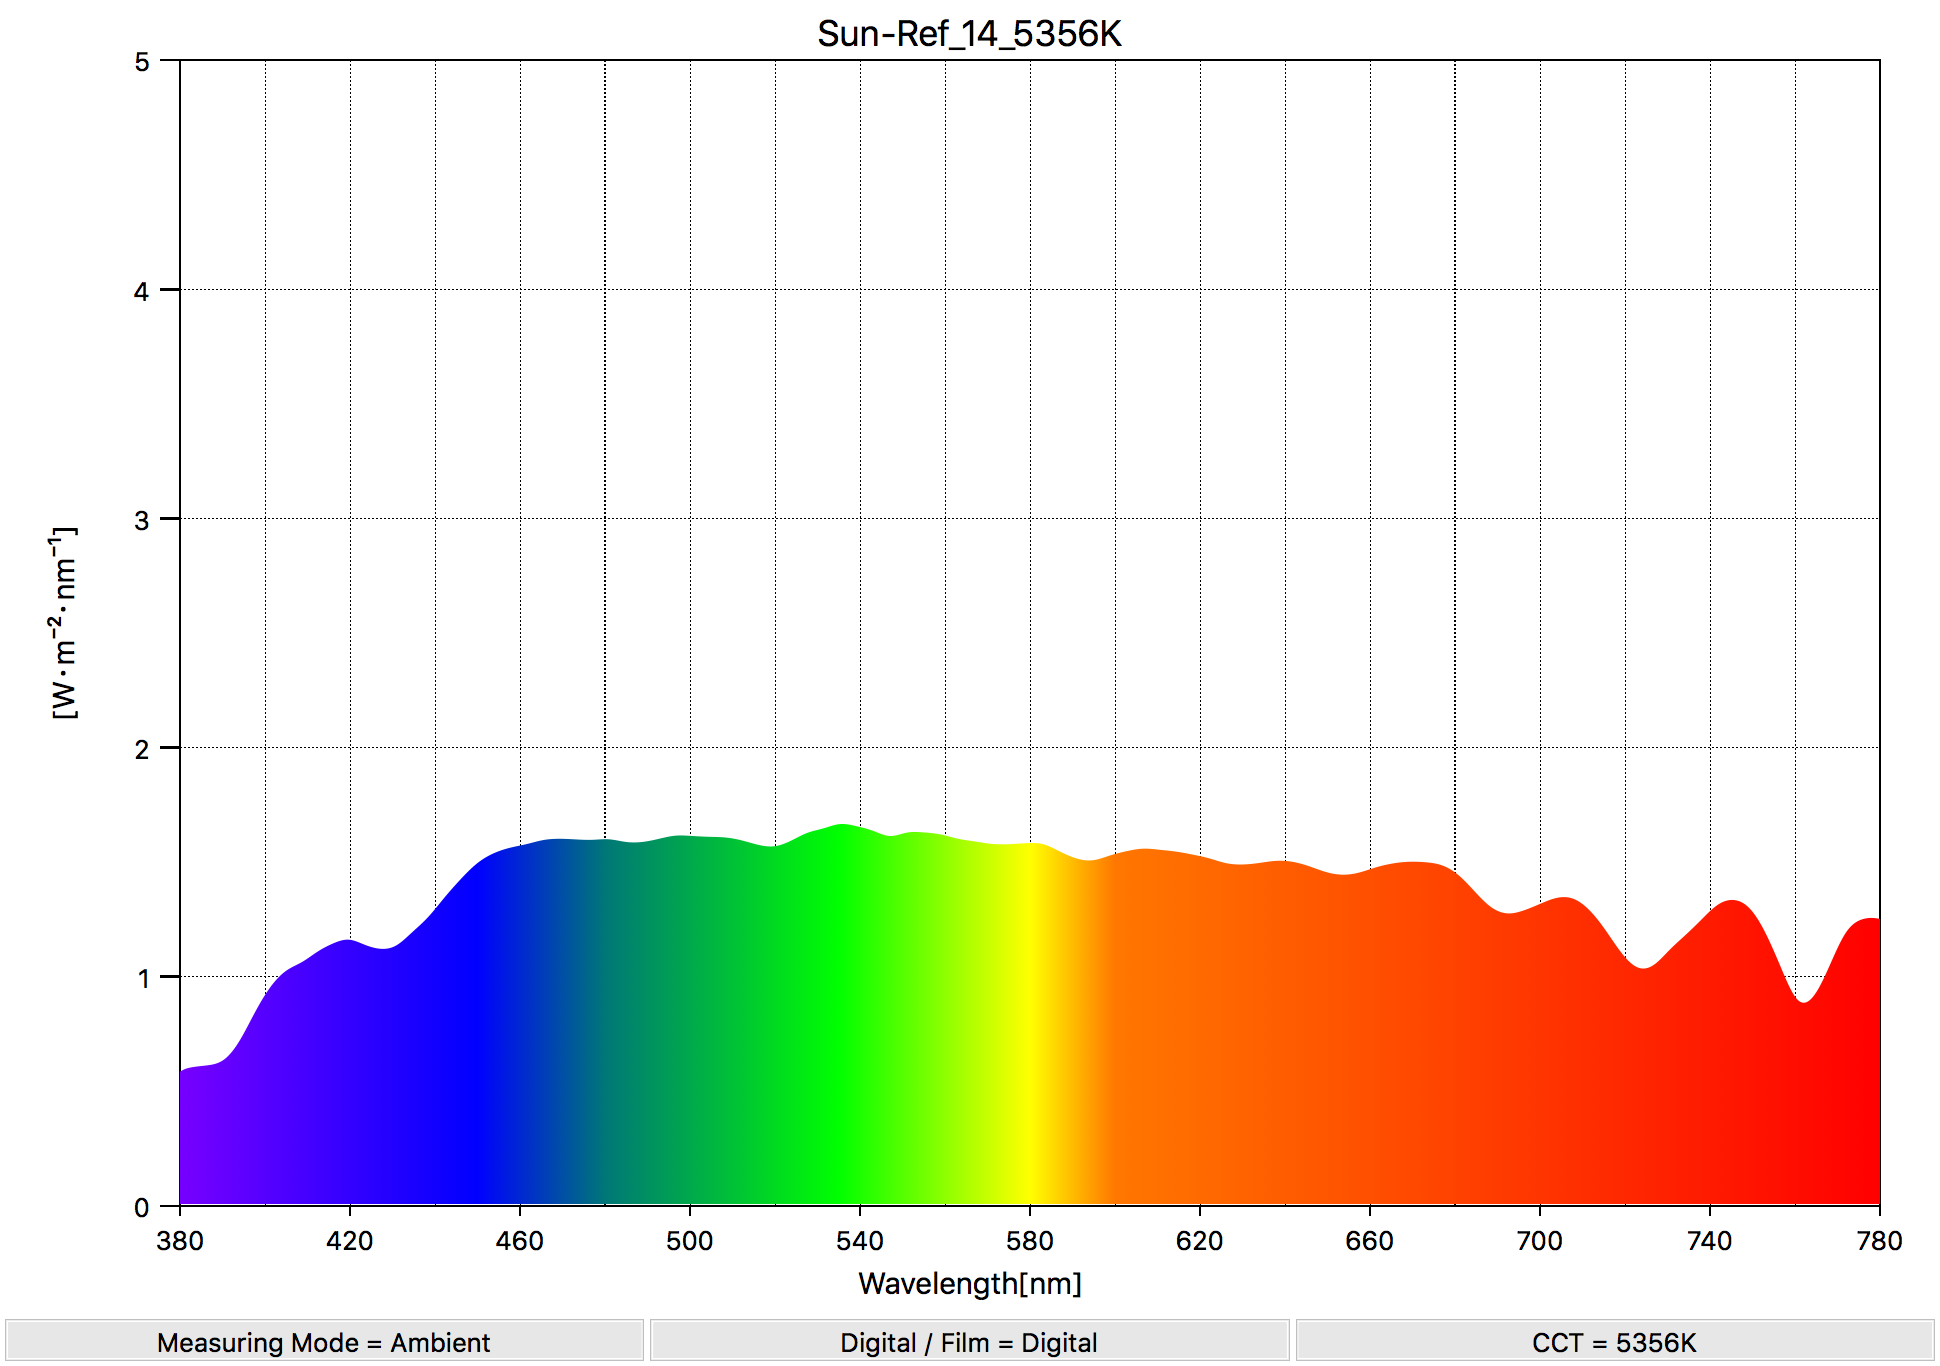 Sun-Ref_14_5356K
5
4
3
2
1
0
[W·m⁻²·nm⁻¹]
380 420 460 500 540 580 620 660 700 740 780
Wavelength[nm]
Measuring Mode = Ambient
Digital / Film = Digital
CCT = 5356K